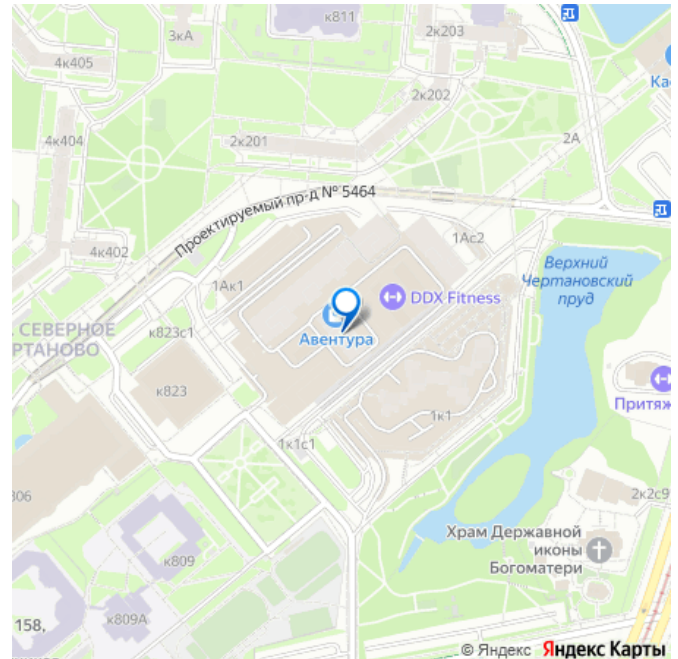 к811
3кА
2к203
4к405
Ка
2к202
4к404
2к201
2А
Проектируемый пр-д № 5464
4к402
1Ас2
Верхний
Чертановский
пруд
1Ак1
DDX Fitness
СЕВЕРНОЕ
РТАНОВО
к823с1
Авентура
к823
Притяж
1к1
1к1с1
306
2к2с9
Храм Державной
иконы
Богоматери
к809
158,
к809А
© Яндекс Яндекс Карты